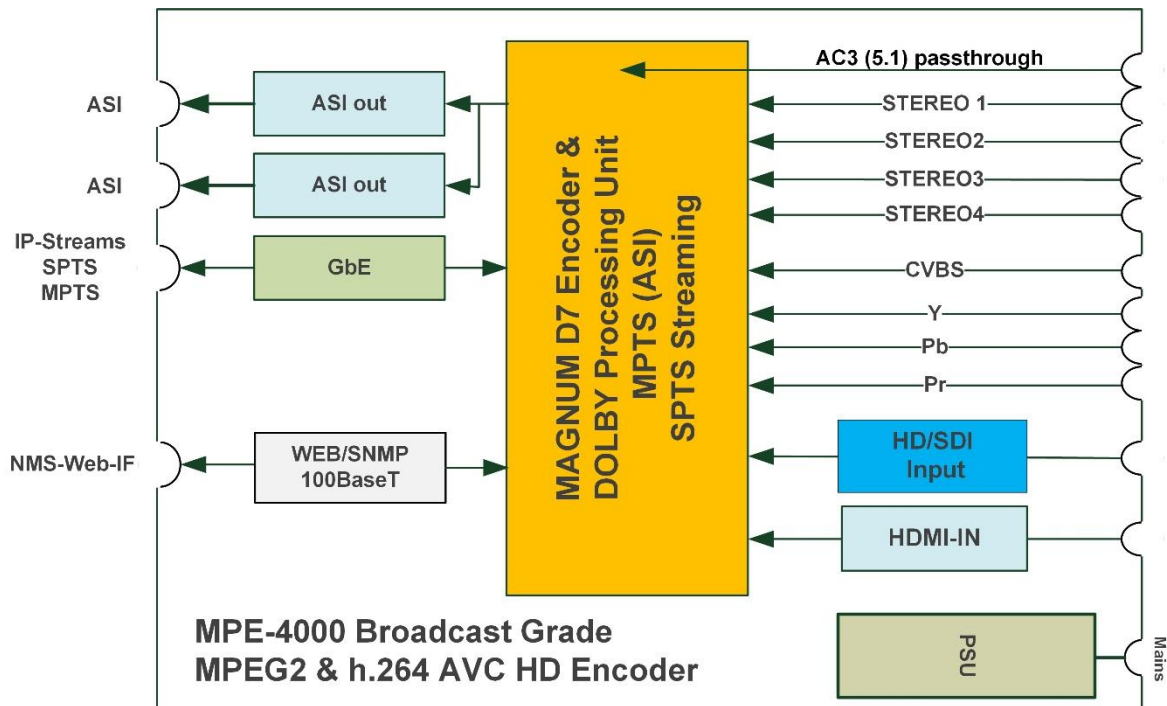 AC3 (5.1) passthrough
ASI
ASI out
STEREO 1
STEREO2
ASI
ASI out
STEREO3
STEREO4
IP-Streams
SPTS
MPTS
GbE
CVBS
Y
Pb
Pr
MAGNUM D7 Encoder &
DOLBY Processing Unit
MPTS (ASI)
SPTS Streaming
NMS-Web-IF
WEB/SNMP
100BaseT
HD/SDI
Input
HDMI-IN
MPE-4000 Broadcast Grade
MPEG2 & h.264 AVC HD Encoder
PSU
Mains